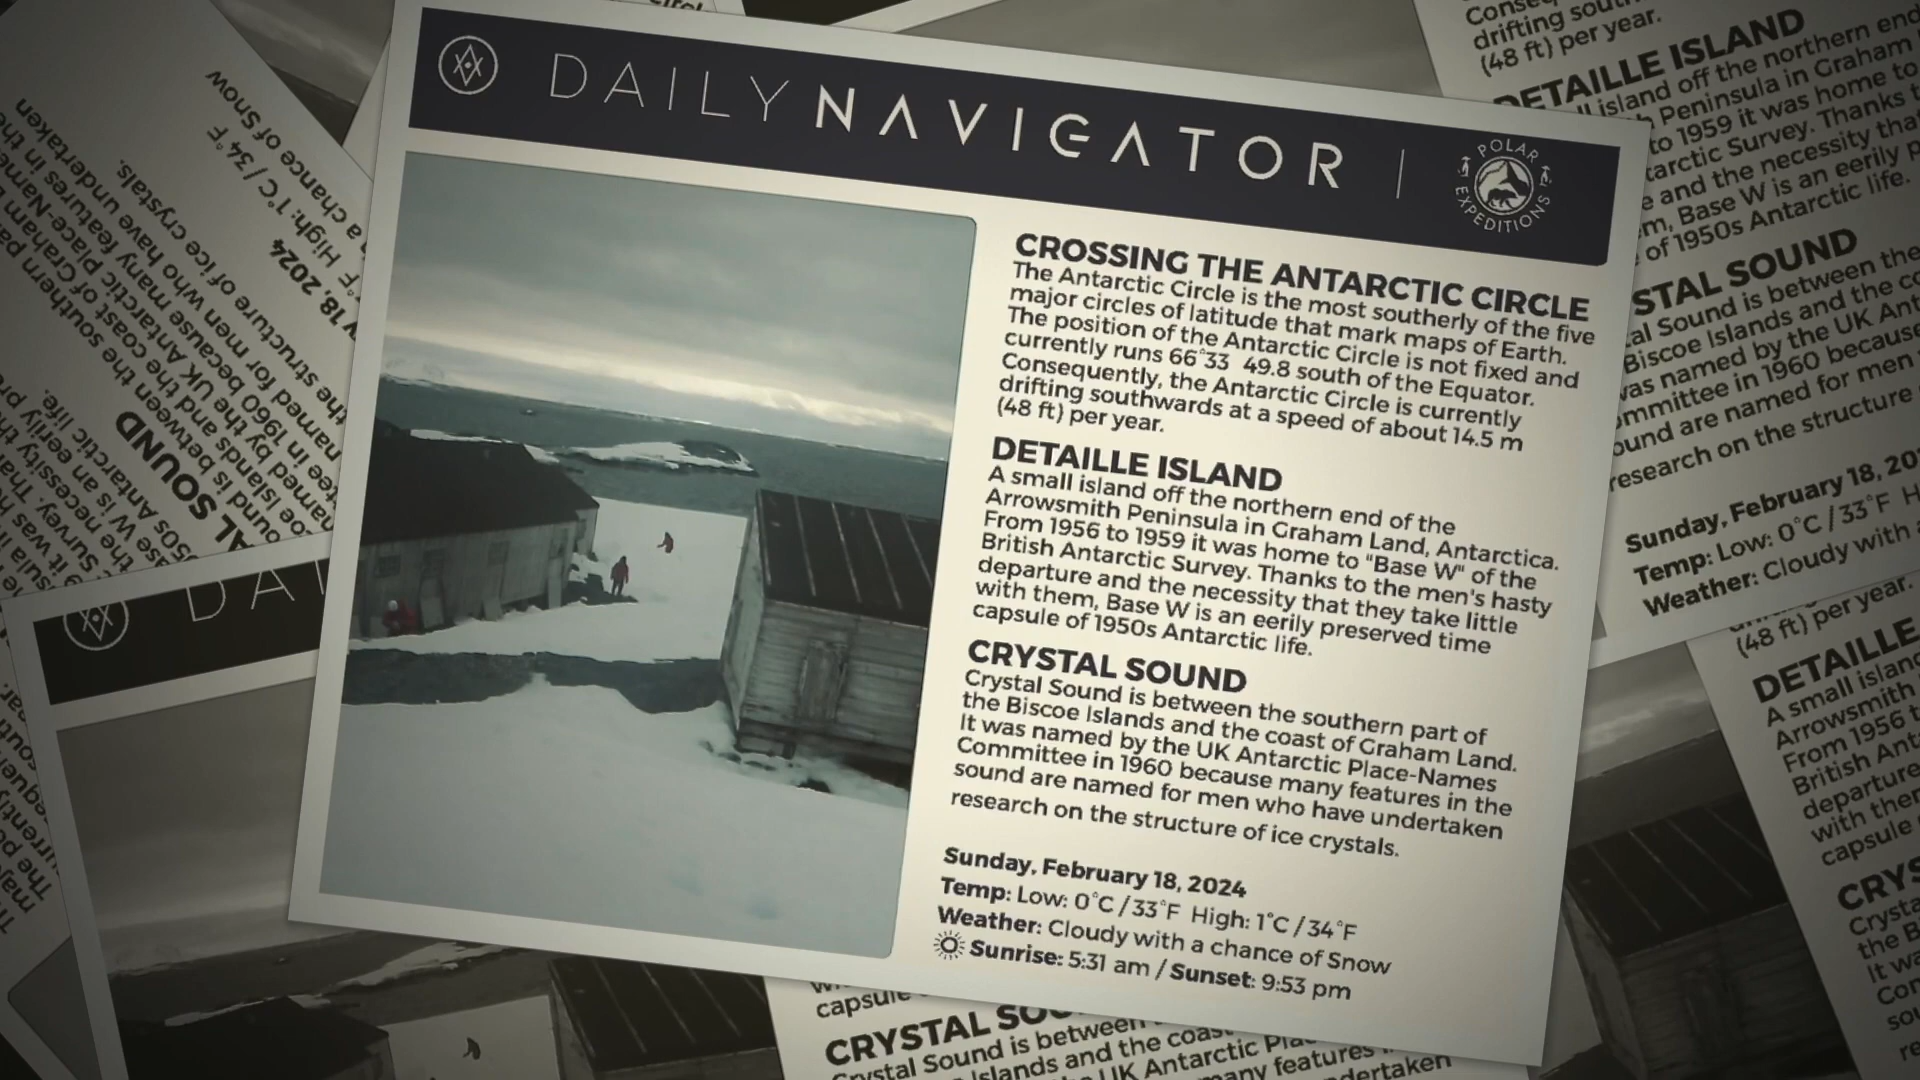 DAILY NAVIGATOR | POLAR EXPEDITIONS
CROSSING THE ANTARCTIC CIRCLE
The Antarctic Circle is the most southerly of the five
major circles of latitude that mark maps of Earth.
The position of the Antarctic Circle is not fixed and
currently runs 66°33 49.8 south of the Equator.
Consequently, the Antarctic Circle is currently
drifting southwards at a speed of about 14.5 m
(48 ft) per year.
DETAILLE ISLAND
A small island off the northern end of the
Arrowsmith Peninsula in Graham Land, Antarctica.
From 1956 to 1959 it was home to "Base W" of the
British Antarctic Survey. Thanks to the men's hasty
departure and the necessity that they take little
with them, Base W is an eerily preserved time
capsule of 1950s Antarctic life.
CRYSTAL SOUND
Crystal Sound is between the southern part of
the Biscoe Islands and the coast of Graham Land.
It was named by the UK Antarctic Place-Names
Committee in 1960 because many features in the
sound are named for men who have undertaken
research on the structure of ice crystals.
Sunday, February 18, 2024
Temp: Low: 0°C / 33°F High: 1°C / 34°F
Weather: Cloudy with a chance of Snow
Sunrise: 5:31 am / Sunset: 9:53 pm